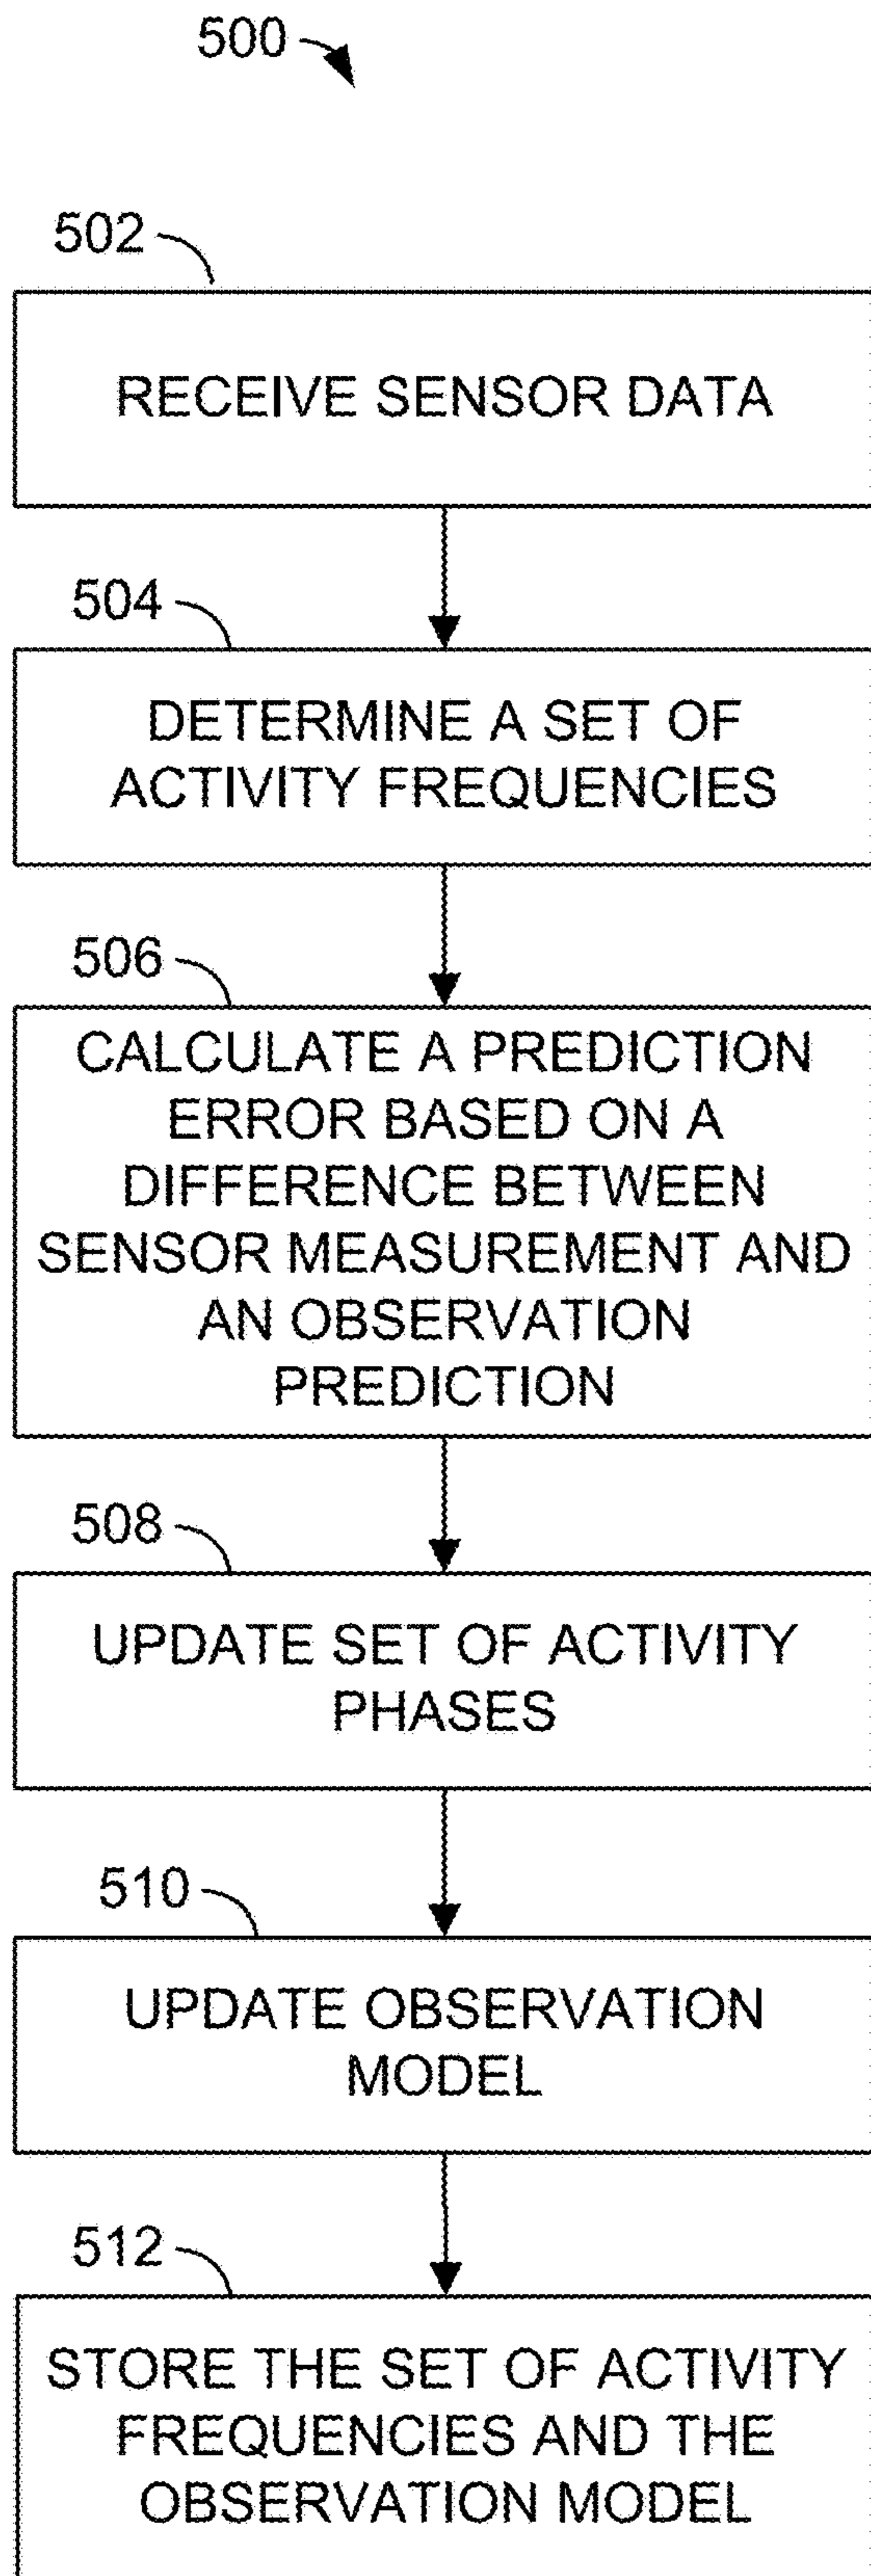 500
502
RECEIVE SENSOR DATA
504
DETERMINE A SET OF
ACTIVITY FREQUENCIES
506
CALCULATE A PREDICTION
ERROR BASED ON A
DIFFERENCE BETWEEN
SENSOR MEASUREMENT AND
AN OBSERVATION
PREDICTION
508
UPDATE SET OF ACTIVITY
PHASES
510
UPDATE OBSERVATION
MODEL
512
STORE THE SET OF ACTIVITY
FREQUENCIES AND THE
OBSERVATION MODEL